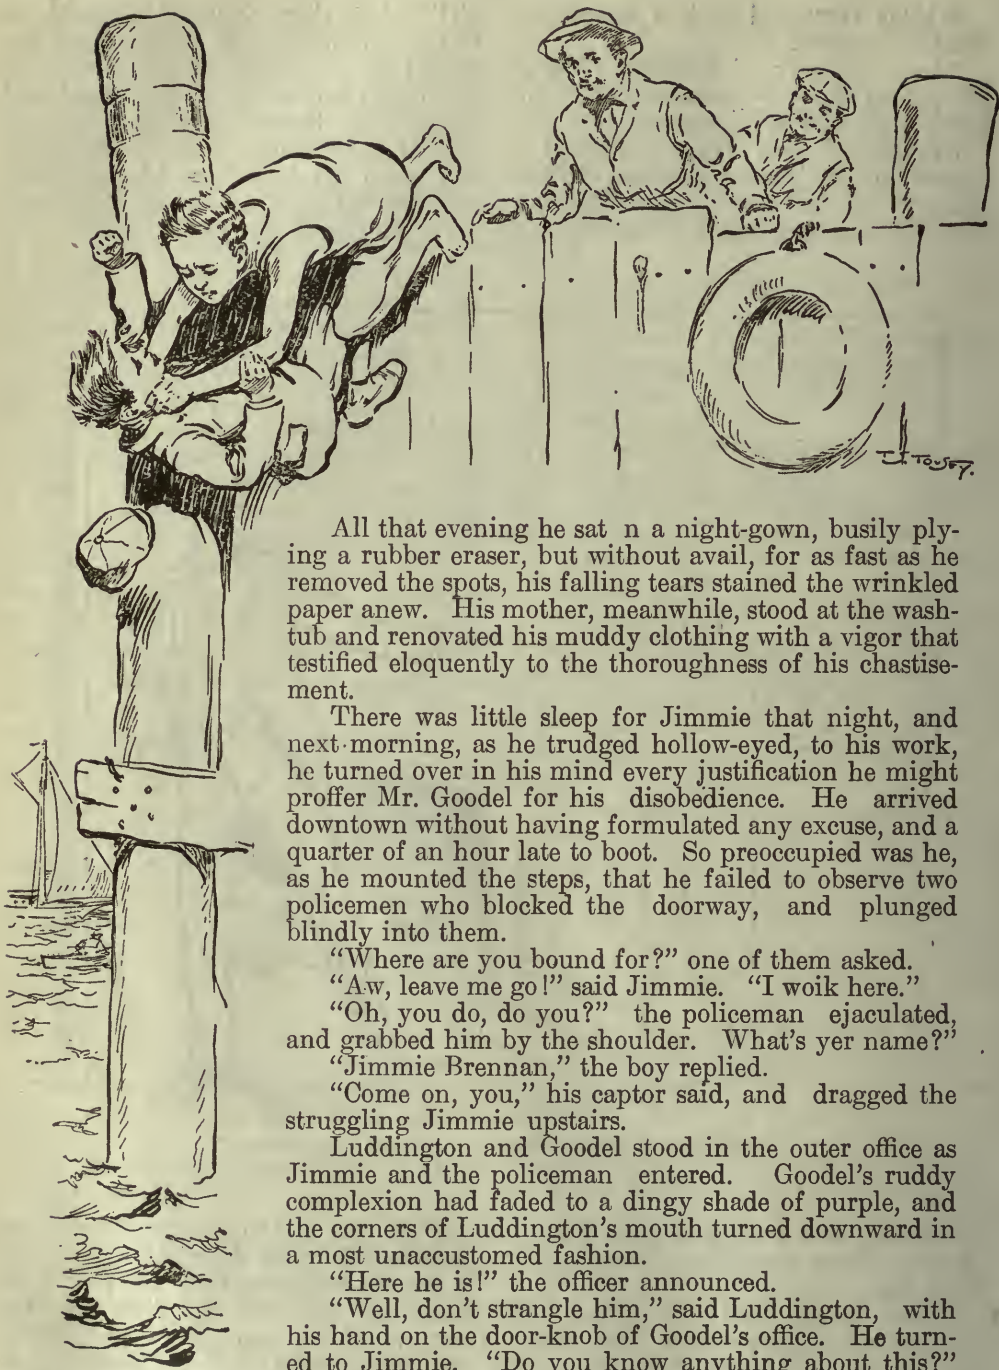 J. TOUSEY.
All that evening he sat n a night-gown, busily ply-
ing a rubber eraser, but without avail, for as fast as he
removed the spots, his falling tears stained the wrinkled
paper anew. His mother, meanwhile, stood at the wash-
tub and renovated his muddy clothing with a vigor that
testified eloquently to the thoroughness of his chastise-
ment.
There was little sleep for Jimmie that night, and
next morning, as he trudged hollow-eyed, to his work,
he turned over in his mind every justification he might
proffer Mr. Goodel for his disobedience. He arrived
downtown without having formulated any excuse, and a
quarter of an hour late to boot. So preoccupied was he,
as he mounted the steps, that he failed to observe two
policemen who blocked the doorway, and plunged
blindly into them.
“Where are you bound for?” one of them asked.
“Aw, leave me go!” said Jimmie. “I woik here.”
“Oh, you do, do you?” the policeman ejaculated,
and grabbed him by the shoulder. What's yer name?”
“Jimmie Brennan,” the boy replied.
“Come on, you,” his captor said, and dragged the
struggling Jimmie upstairs.
Luddington and Goodel stood in the outer office as
Jimmie and the policeman entered. Goodel's ruddy
complexion had faded to a dingy shade of purple, and
the corners of Luddington's mouth turned downward in
a most unaccustomed fashion.
“Here he is!” the officer announced.
“Well, don't strangle him,” said Luddington, with
his hand on the door-knob of Goodel's office. He turn-
ed to Jimmie. “Do you know anything about this?”